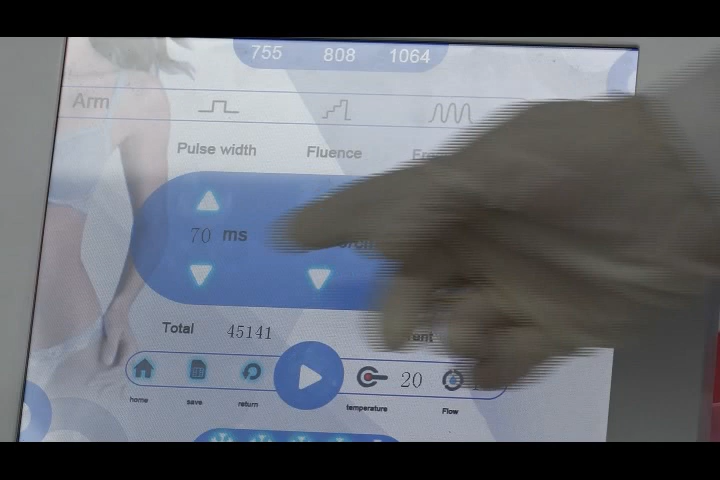 755 808 1064
Arm
Pulse width Fluence
70 ms
Total 45141
20
home save return temperature Flow